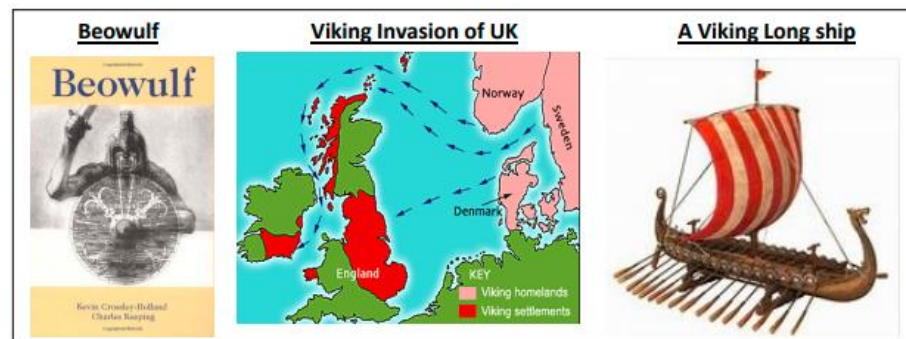 Beowulf
Viking Invasion of UK
A Viking Long ship
Beowulf
Kevin Crossley-Holland
Charles Keeping
Norway
Sweden
Denmark
England
KEY
Viking homelands
Viking settlements